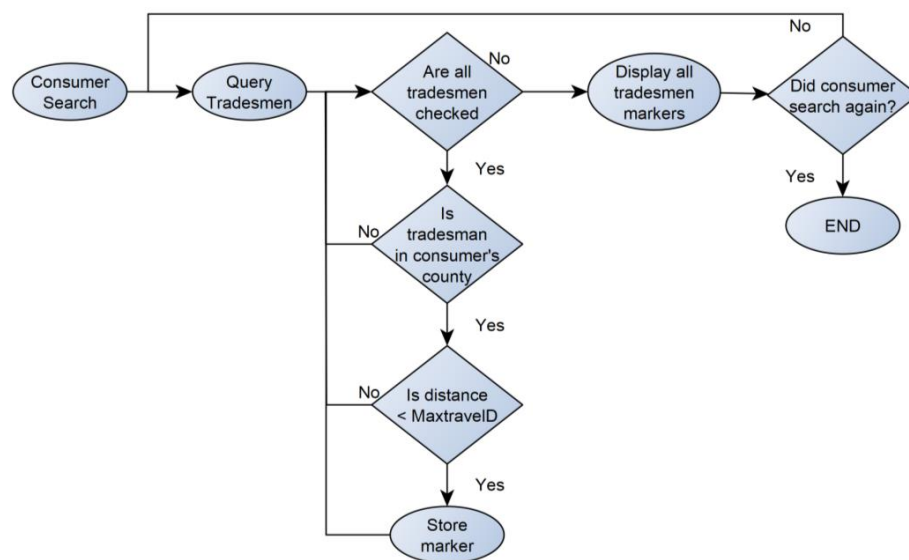 No
Consumer
Search
Query
Tradesmen
Are all
tradesmen
checked
No
Display all
tradesmen
markers
Did consumer
search again?
Yes
Yes
END
No
Is
tradesman
in consumer's
county
Yes
No
Is distance
< MaxtravelD
Yes
Store
marker